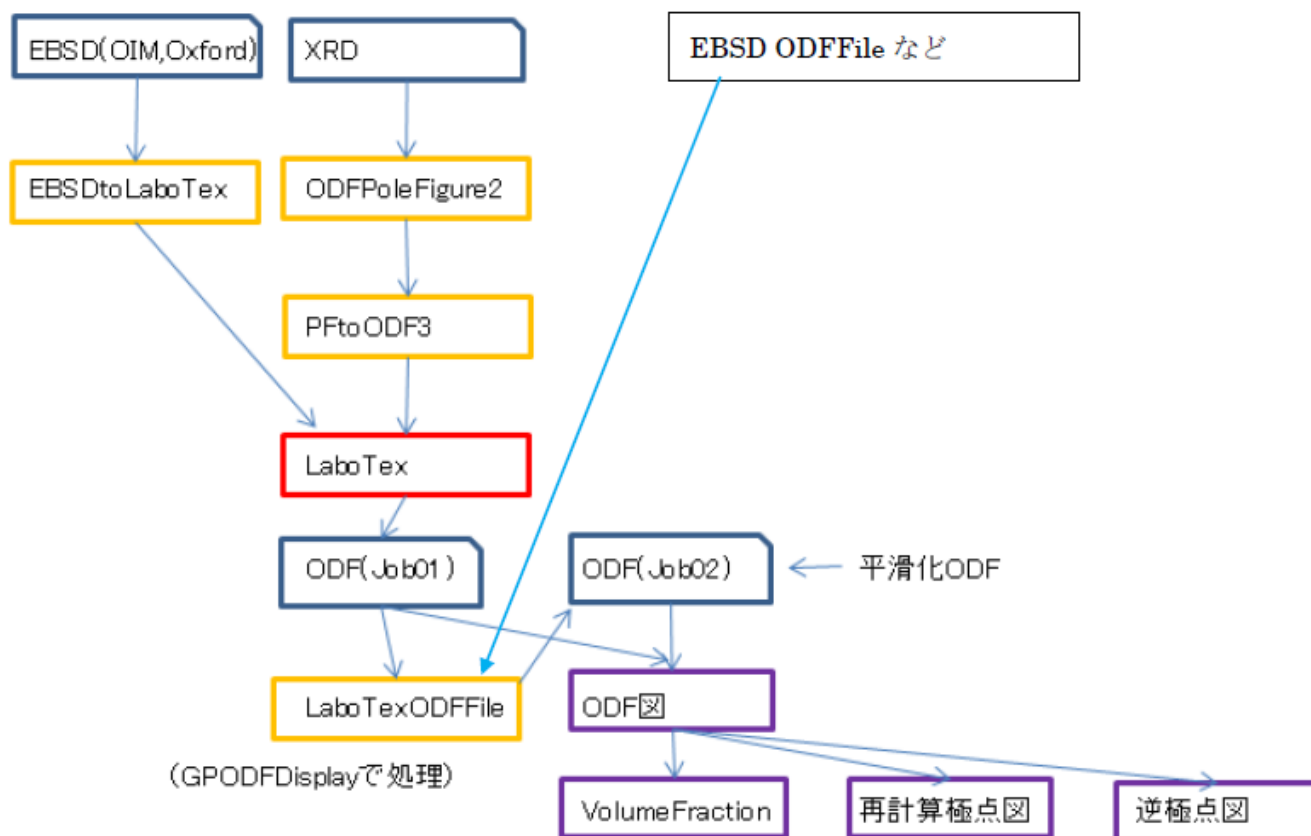 EBSD(OIM,Oxford)
XRD
EBSD ODFFile など
EBSDtoLaboTex
ODFPoleFigure2
PFtoODF3
LaboTex
ODF(Job01)
ODF(Job02)
平滑化ODF
LaboTexODFFile
ODF図
(GPODFDisplayで処理)
VolumeFraction
再計算極点図
逆極点図